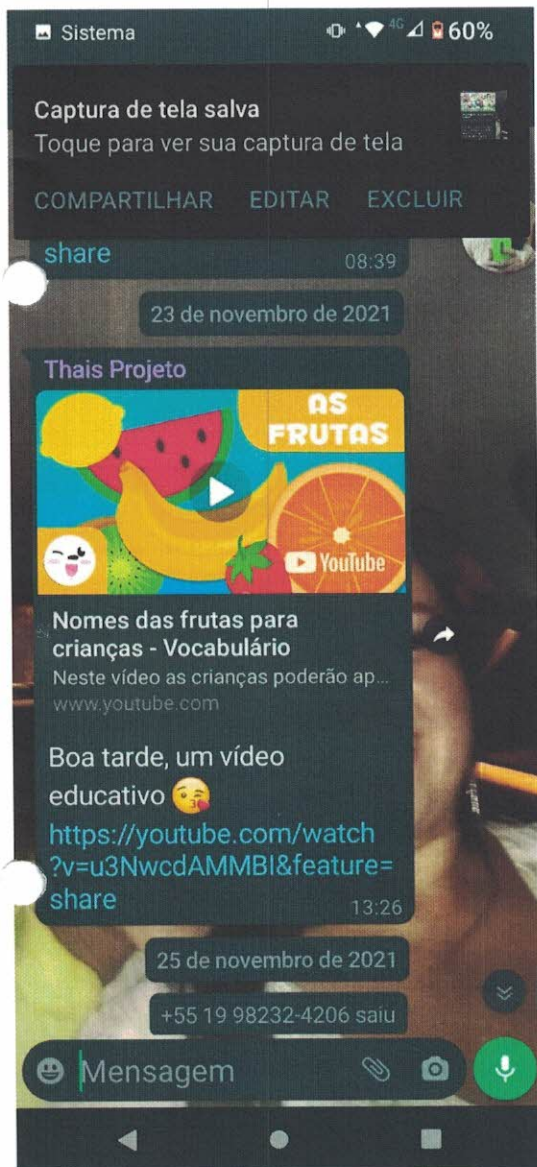 Sistema
4G 60%
Captura de tela salva
Toque para ver sua captura de tela
COMPARTILHAR EDITAR EXCLUIR
share
08:39
23 de novembro de 2021
Thais Projeto
AS
FRUTAS
YouTube
Nomes das frutas para
crianças - Vocabulário
Neste vídeo as crianças poderão ap...
www.youtube.com
Boa tarde, um vídeo
educativo 😘
https://youtube.com/watch
?v=u3NwcdAMMBI&feature=
share
13:26
25 de novembro de 2021
+55 19 98232-4206 saiu
Mensagem